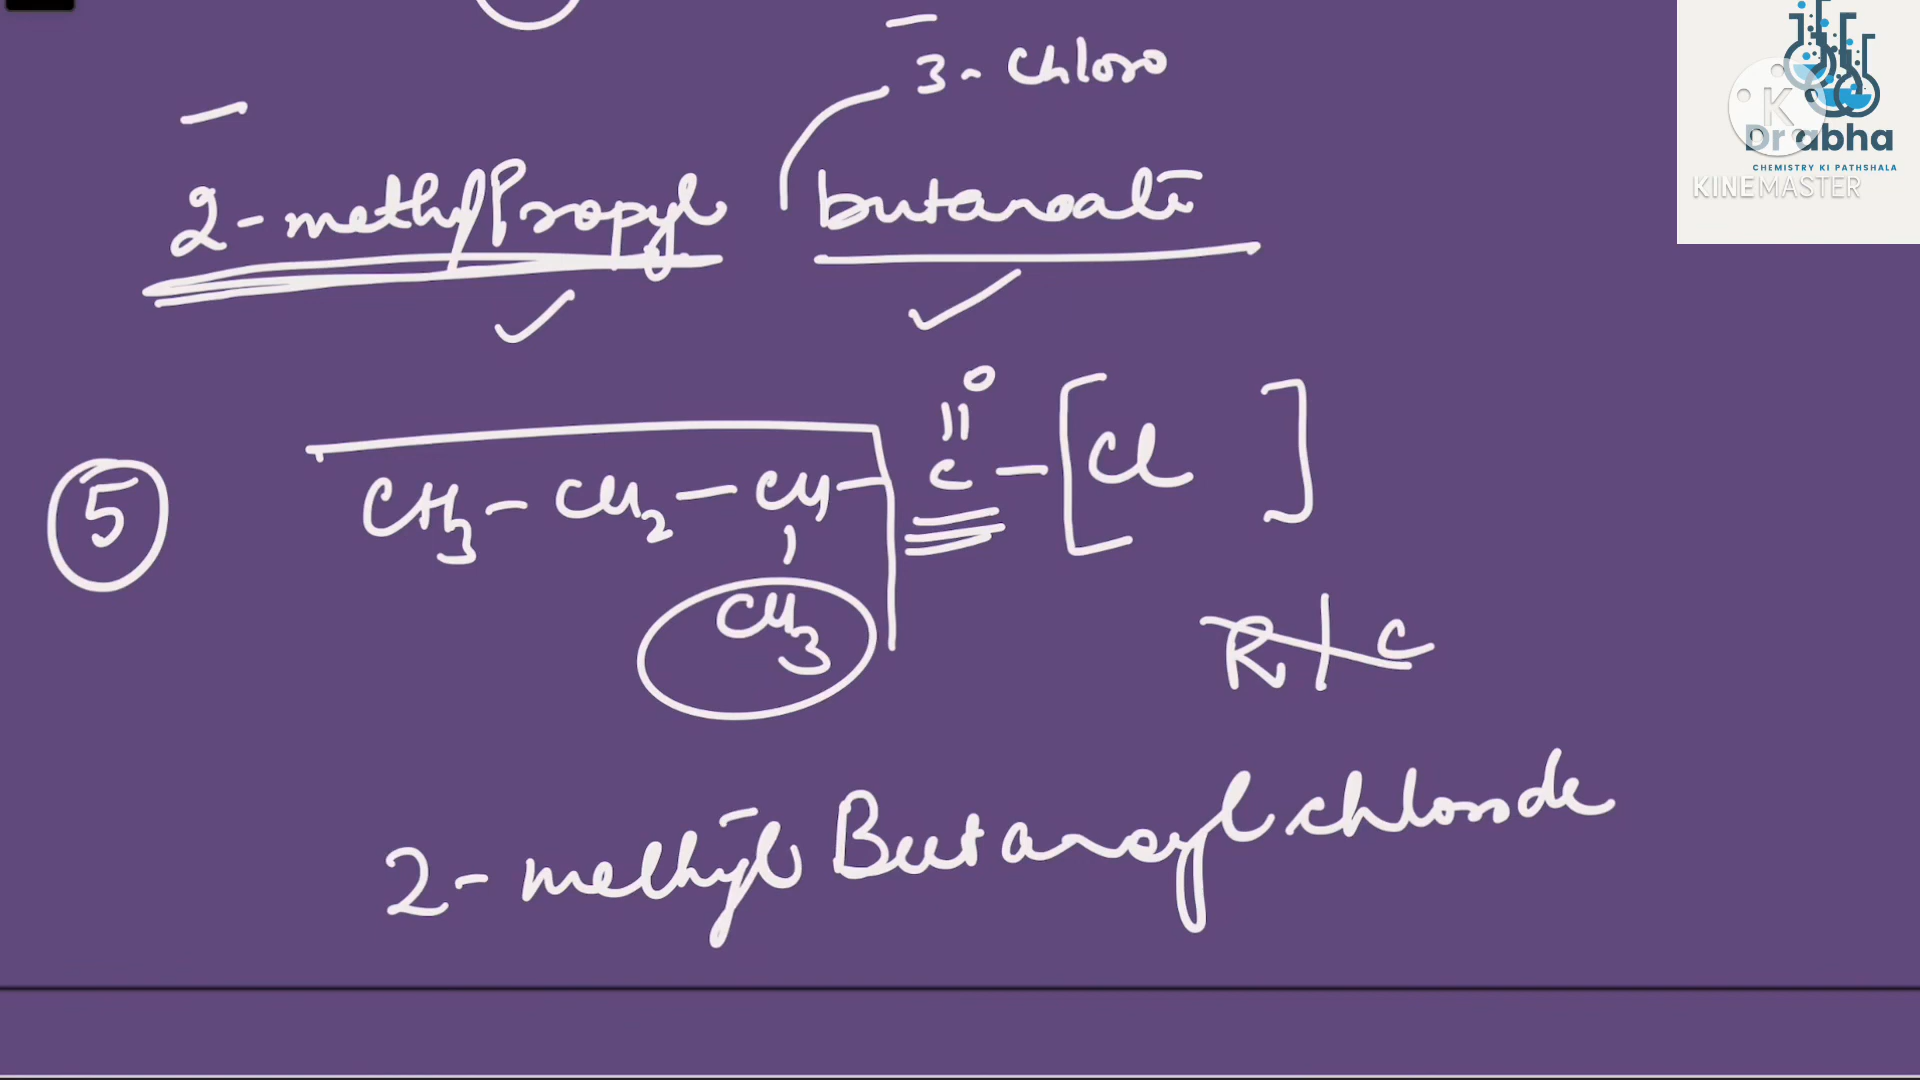 3- chloro
2-methylPropyl butanoate
O
||
⑤ CH3 - CH2 - CH - C - [Cl ]
CH3
R | C
2- methyl Butanoyl chloride
Dr abha
CHEMISTRY KI PATHSHALA
K
KINEMASTER